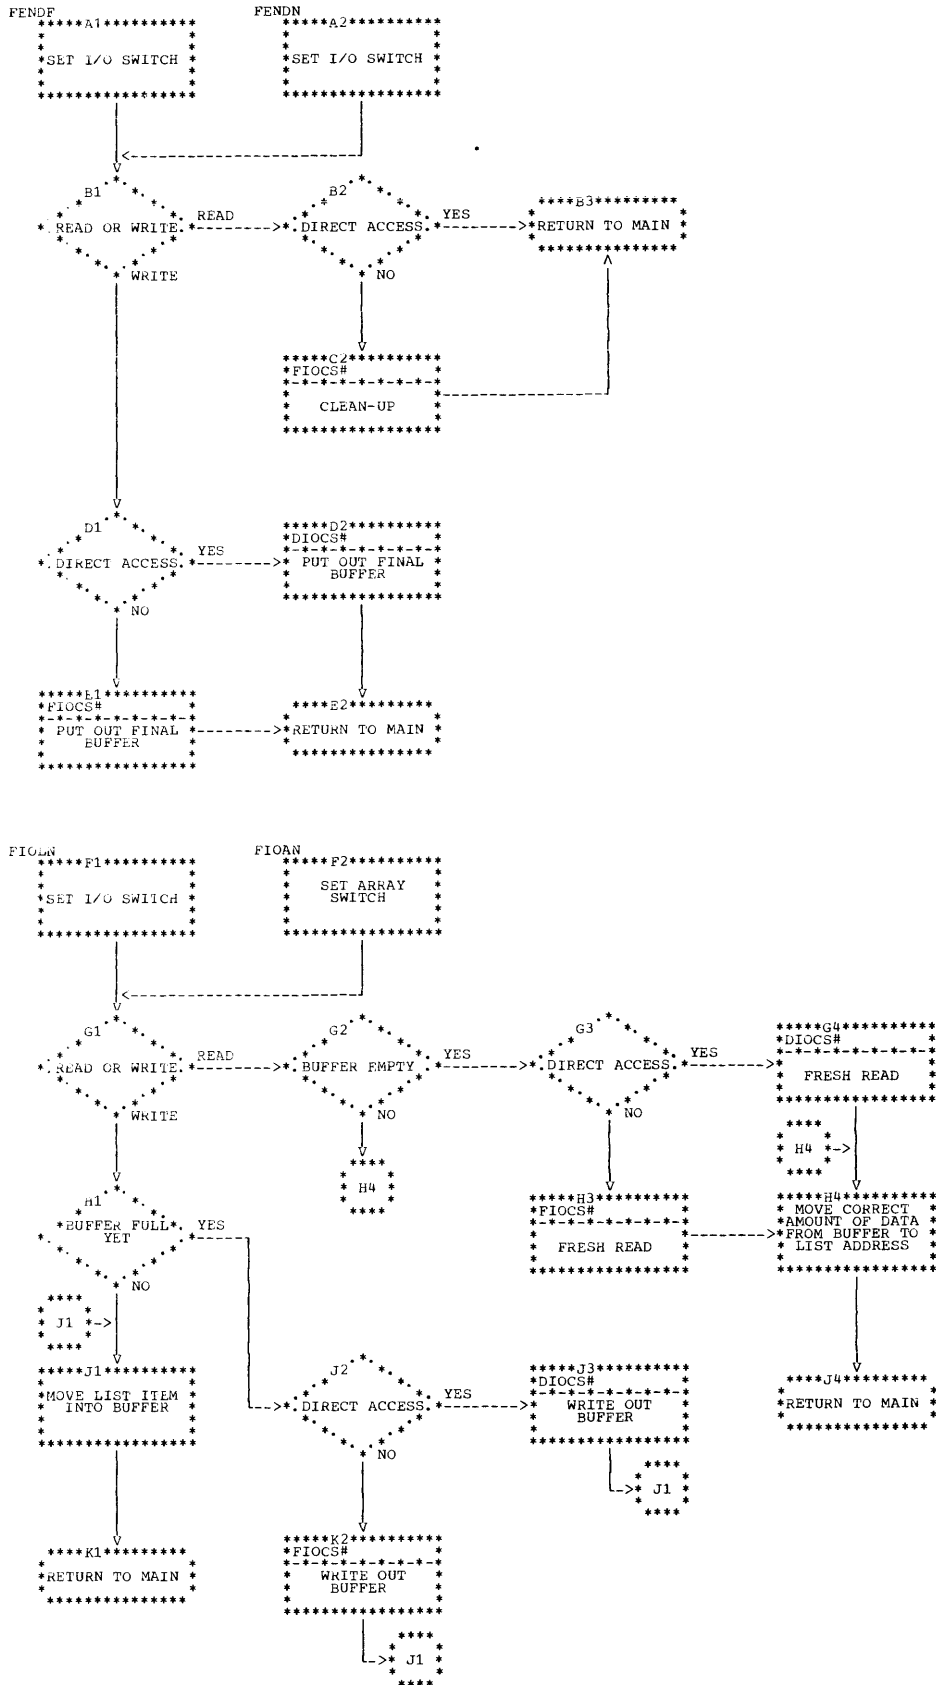 FENDF FENDN
A1 A2
SET I/O SWITCH SET I/O SWITCH
B1 B2 B3
READ OR WRITE READ DIRECT ACCESS YES RETURN TO MAIN
WRITE NO
C2
FIOCS#
CLEAN-UP
D1 D2
DIOCS#
DIRECT ACCESS YES PUT OUT FINAL
BUFFER
NO
E1 E2
FIOCS#
PUT OUT FINAL RETURN TO MAIN
BUFFER
FIOLN FIOAN
F1 F2
SET I/O SWITCH SET ARRAY
SWITCH
G1 G2 G3 G4
DIOCS#
READ OR WRITE READ BUFFER EMPTY YES DIRECT ACCESS YES FRESH READ
WRITE NO NO
H4 H4
H1 H3 H4
BUFFER FULL YES FIOCS# MOVE CORRECT
YET FRESH READ AMOUNT OF DATA
FROM BUFFER TO
LIST ADDRESS
NO
J1
J1 J2 J3 J4
MOVE LIST ITEM DIOCS#
INTO BUFFER DIRECT ACCESS YES WRITE OUT RETURN TO MAIN
BUFFER
NO
J1
K1 K2
FIOCS#
RETURN TO MAIN WRITE OUT
BUFFER
J1